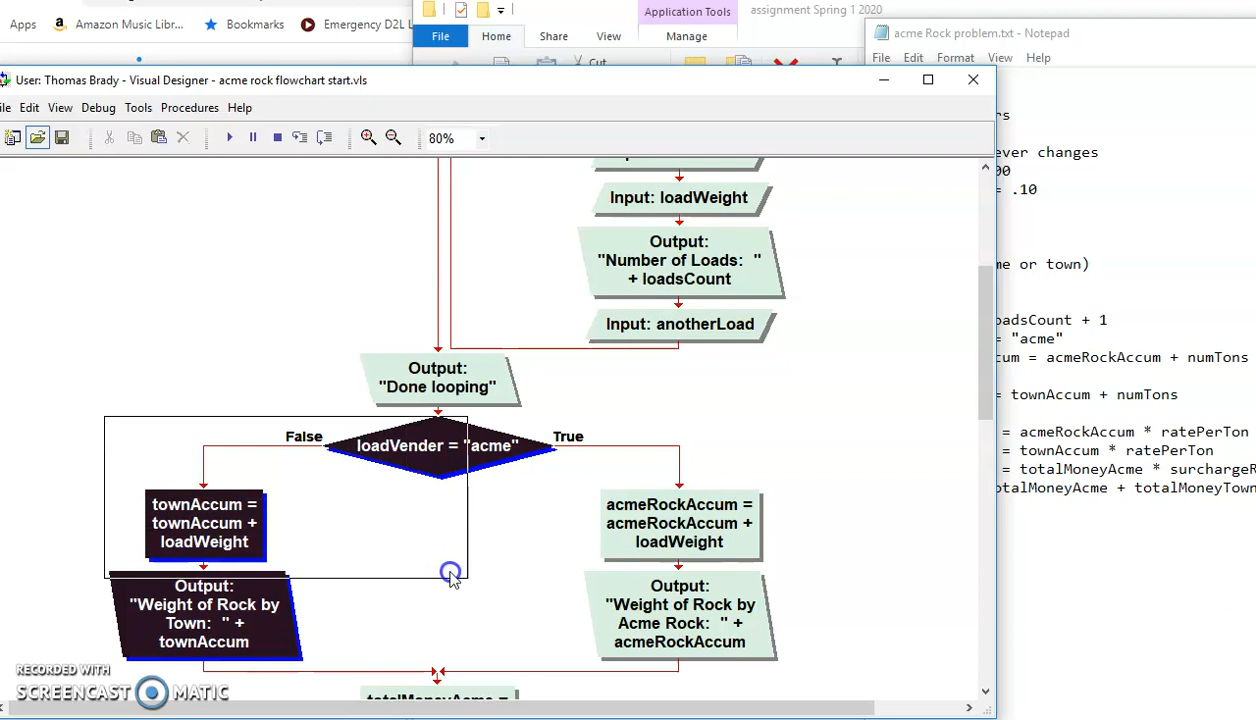 Apps
Amazon Music Libr...
Bookmarks
Emergency D2L L
Application Tools
assignment Spring 1 2020
File
Home
Share
View
Manage
Cut
acme Rock problem.txt - Notepad
File Edit Format View Help
User: Thomas Brady - Visual Designer - acme rock flowchart start.vls
ile Edit View Debug Tools Procedures Help
80%
rs
ever changes
00
= .10
me or town)
oadsCount + 1
= "acme"
cum = acmeRockAccum + numTons
= townAccum + numTons
= acmeRockAccum * ratePerTon
= townAccum * ratePerTon
= totalMoneyAcme * surchargeR
otalMoneyAcme + totalMoneyTown
Input: loadWeight
Output:
"Number of Loads:  "
+ loadsCount
Input: anotherLoad
Output:
"Done looping"
False
loadVender = "acme"
True
townAccum =
townAccum +
loadWeight
acmeRockAccum =
acmeRockAccum +
loadWeight
Output:
"Weight of Rock by
Town:  " +
townAccum
Output:
"Weight of Rock by
Acme Rock:  " +
acmeRockAccum
totalMoneyAcme =
RECORDED WITH
SCREENCAST MATIC